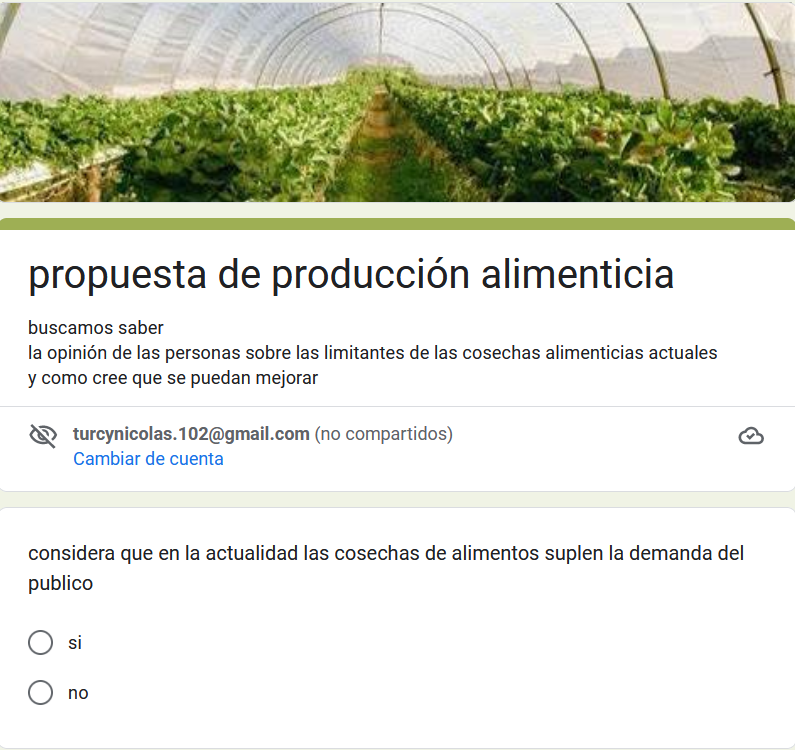 propuesta de producción alimenticia
buscamos saber
la opinión de las personas sobre las limitantes de las cosechas alimenticias actuales
y como cree que se puedan mejorar
turcynicolas.102@gmail.com (no compartidos)
Cambiar de cuenta
considera que en la actualidad las cosechas de alimentos suplen la demanda del
publico
si
no